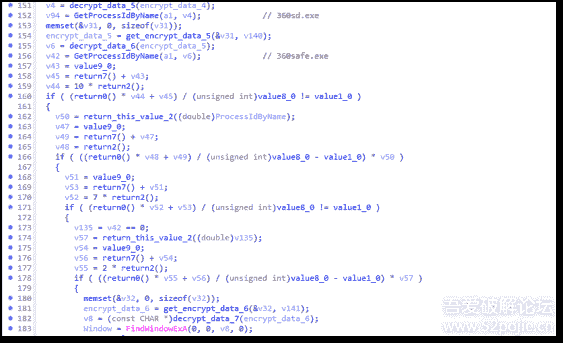 151 v4 = decrypt_data_5(encrypt_data_4);
152 v94 = GetProcessIdByName(a1, v4); // 360sd.exe
153 memset(&v31, 0, sizeof(v31));
154 encrypt_data_5 = get_encrypt_data_5(&v31, v140);
155 v6 = decrypt_data_6(encrypt_data_5);
156 v42 = GetProcessIdByName(a1, v6); // 360safe.exe
157 v43 = value9_0;
158 v45 = return7() + v43;
159 v44 = 10 * return2();
160 if ( (return0() * v44 + v45) / (unsigned int)value8_0 != value1_0 )
161 {
162 v50 = return_this_value_2((double)ProcessIdByName);
163 v47 = value9_0;
164 v49 = return7() + v47;
165 v48 = return2();
166 if ( ((return0() * v48 + v49) / (unsigned int)value8_0 - value1_0) * v50 )
167 {
168 v51 = value9_0;
169 v53 = return7() + v51;
170 v52 = 7 * return2();
171 if ( (return0() * v52 + v53) / (unsigned int)value8_0 != value1_0 )
172 {
173 v135 = v42 == 0;
174 v57 = return_this_value_2((double)v135);
175 v54 = value9_0;
176 v56 = return7() + v54;
177 v55 = 2 * return2();
178 if ( ((return0() * v55 + v56) / (unsigned int)value8_0 - value1_0) * v57 )
179 {
180 memset(&v32, 0, sizeof(v32));
181 encrypt_data_6 = get_encrypt_data_6(&v32, v141);
182 v8 = (const CHAR *)decrypt_data_7(encrypt_data_6);
183 Window = FindWindowExA(0, 0, v8, 0);
吾爱破解论坛
www.52pojie.cn